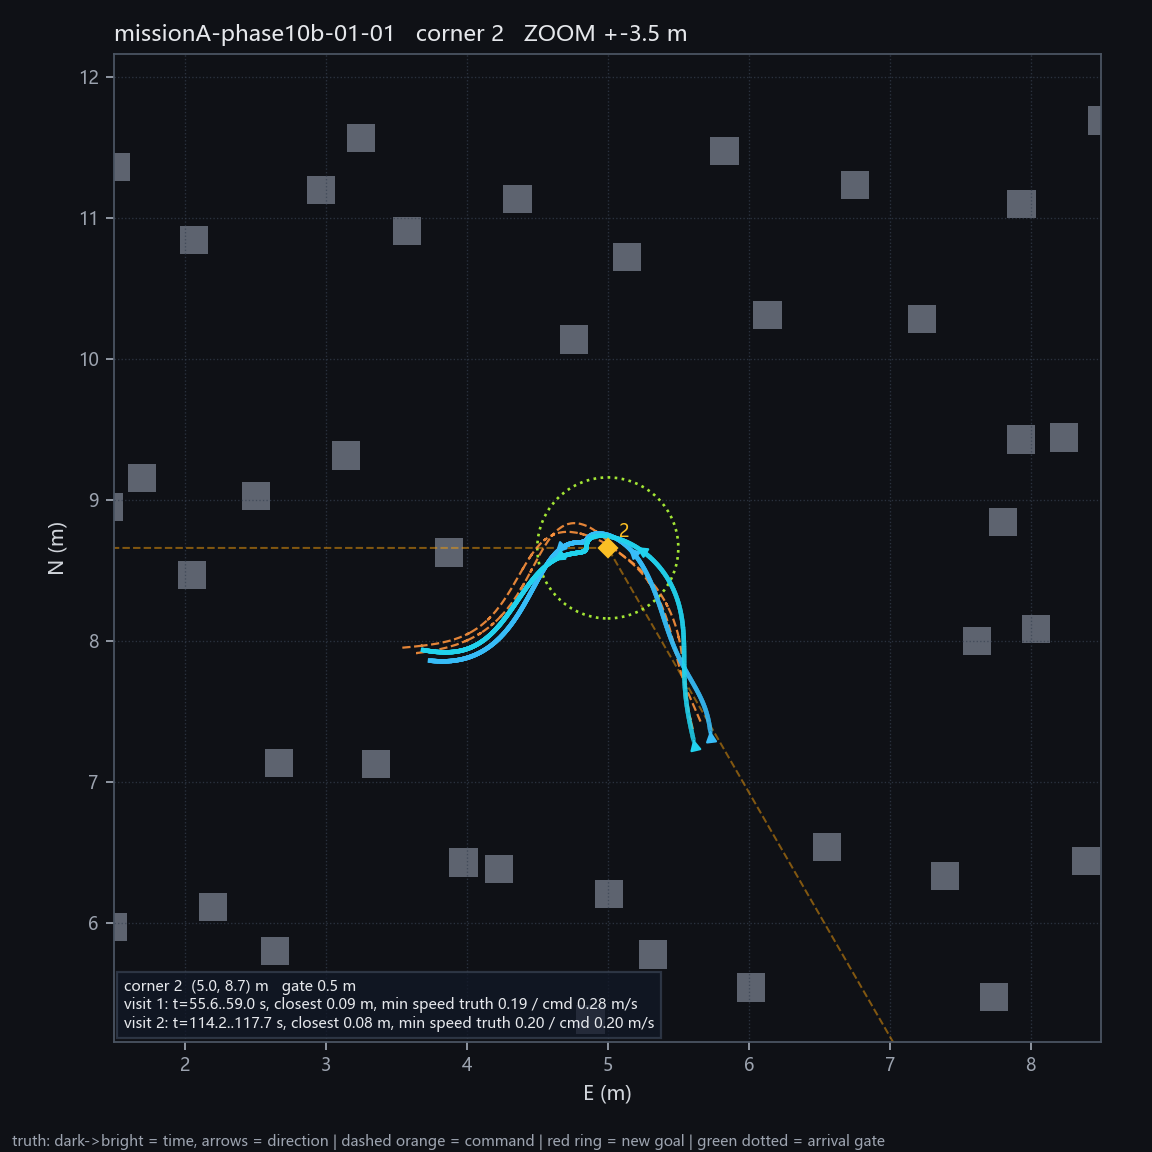 missionA-phase10b-01-01   corner 2   ZOOM +-3.5 m
12
11
10
9
8
7
6
N (m)
2
corner 2  (5.0, 8.7) m   gate 0.5 m
visit 1: t=55.6..59.0 s, closest 0.09 m, min speed truth 0.19 / cmd 0.28 m/s
visit 2: t=114.2..117.7 s, closest 0.08 m, min speed truth 0.20 / cmd 0.20 m/s
2 3 4 5 6 7 8
E (m)
truth: dark->bright = time, arrows = direction | dashed orange = command | red ring = new goal | green dotted = arrival gate